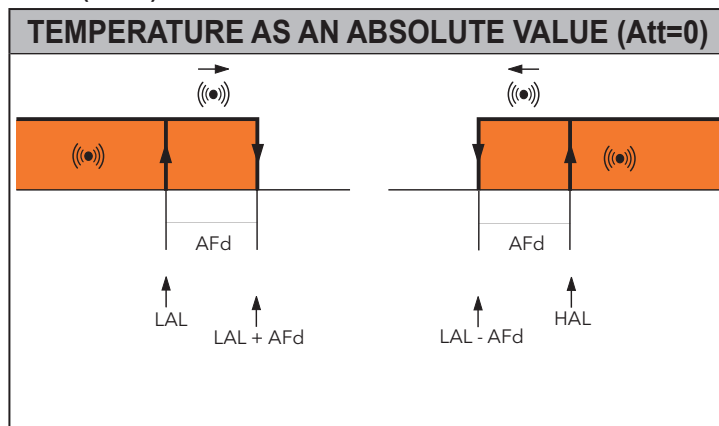 TEMPERATURE AS AN ABSOLUTE VALUE (Att=0)
AFd
AFd
LAL
LAL + AFd
LAL - AFd
HAL